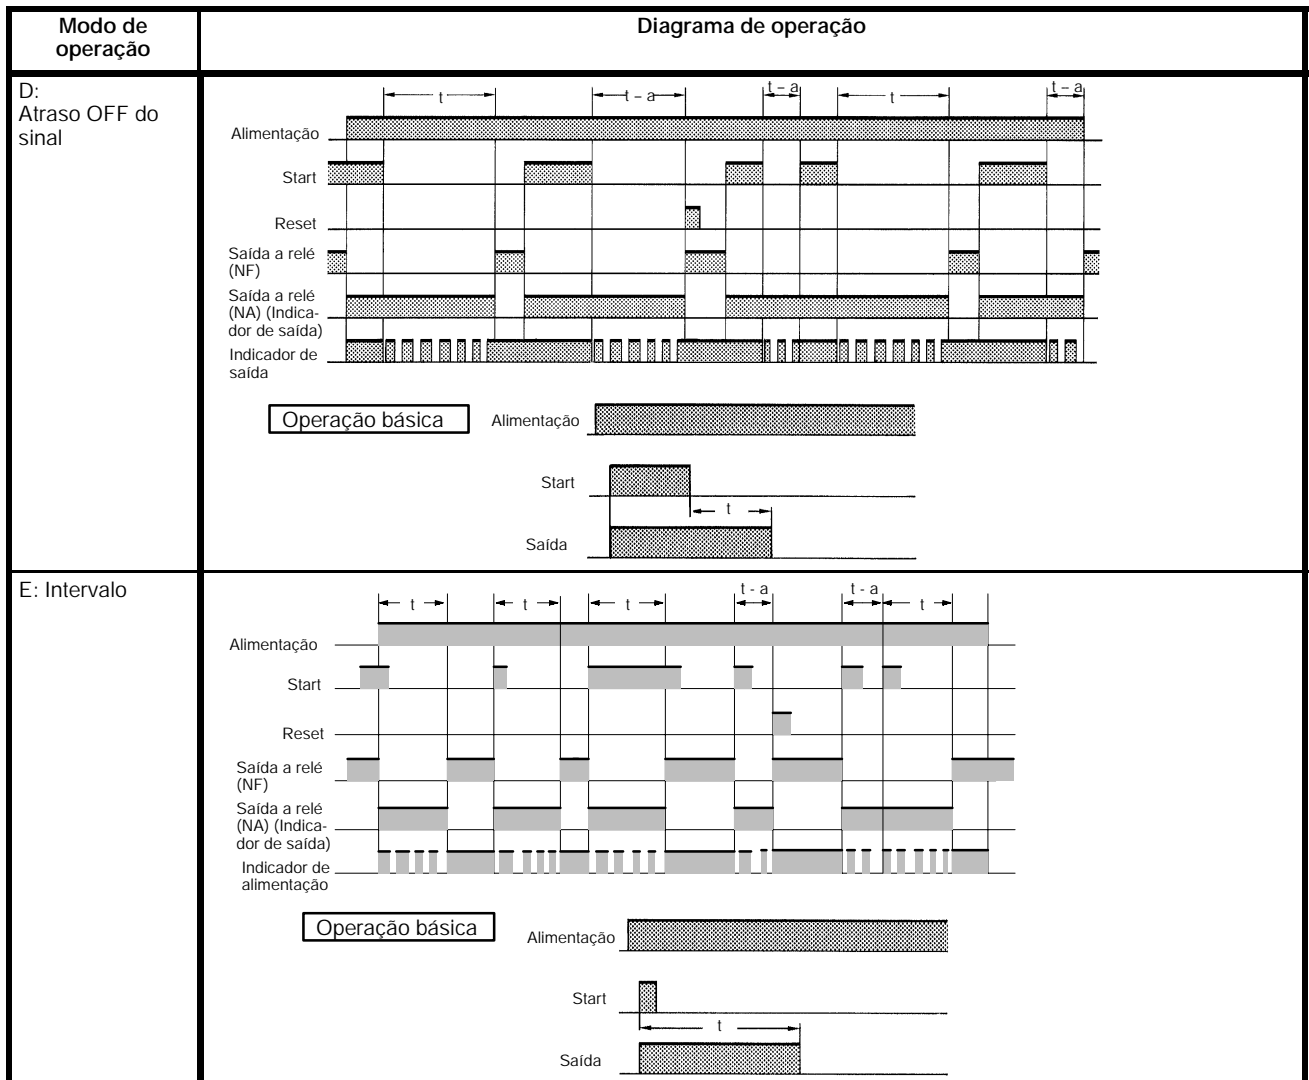 Modo de
operação
Diagrama de operação
D:
Atraso OFF do
sinal
t
t – a
t – a
t
t – a
Alimentação
Start
Reset
Saída a relé
(NF)
Saída a relé
(NA) (Indica-
dor de saída)
Indicador de
saída
Operação básica
Alimentação
Start
t
Saída
E: Intervalo
t
t
t
t - a
t - a
t
Alimentação
Start
Reset
Saída a relé
(NF)
Saída a relé
(NA) (Indica-
dor de saída)
Indicador de
alimentação
Operação básica
Alimentação
Start
t
Saída